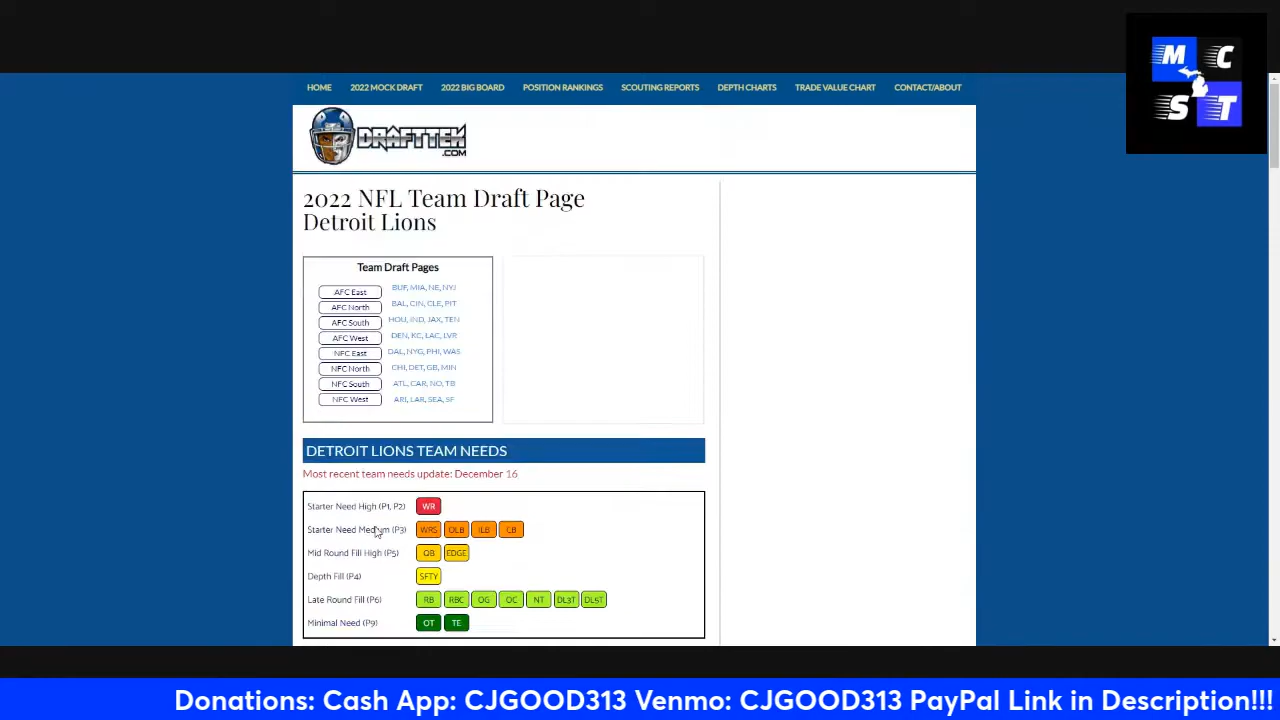 M C
S T
HOME 2022 MOCK DRAFT 2022 BIG BOARD POSITION RANKINGS SCOUTING REPORTS DEPTH CHARTS TRADE VALUE CHART CONTACT/ABOUT
DRAFTTEK
.COM
2022 NFL Team Draft Page
Detroit Lions
Team Draft Pages
AFC East BUF, MIA, NE, NYJ
AFC North BAL, CIN, CLE, PIT
AFC South HOU, IND, JAX, TEN
AFC West DEN, KC, LAC, LVR
NFC East DAL, NYG, PHI, WAS
NFC North CHI, DET, GB, MIN
NFC South ATL, CAR, NO, TB
NFC West ARI, LAR, SEA, SF
DETROIT LIONS TEAM NEEDS
Most recent team needs update: December 16
Starter Need High (P1, P2) WR
Starter Need Medium (P3) WRS OLB ILB CB
Mid Round Fill High (P5) QB EDGE
Depth Fill (P4) SFTY
Late Round Fill (P6) RB RBC OG OC NT DL3T DL5T
Minimal Need (P9) OT TE
Donations: Cash App: CJGOOD313 Venmo: CJGOOD313 PayPal Link in Description!!!